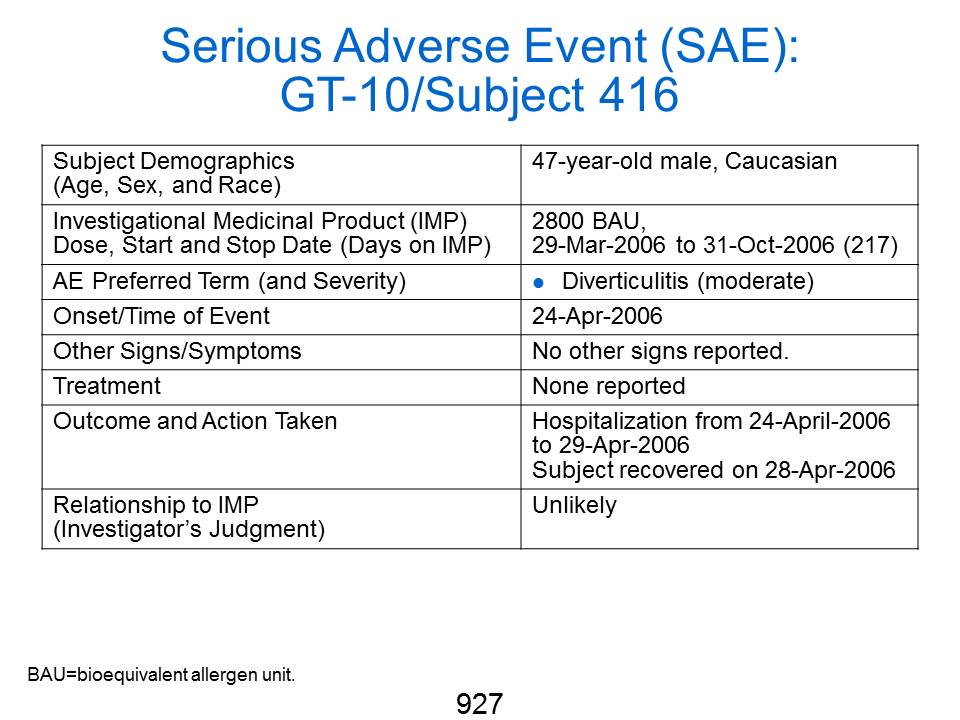 Serious Adverse Event (SAE):
GT-10/Subject 416
Subject Demographics
(Age, Sex, and Race)
47-year-old male, Caucasian
Investigational Medicinal Product (IMP)
Dose, Start and Stop Date (Days on IMP)
2800 BAU,
29-Mar-2006 to 31-Oct-2006 (217)
AE Preferred Term (and Severity)
● Diverticulitis (moderate)
Onset/Time of Event
24-Apr-2006
Other Signs/Symptoms
No other signs reported.
Treatment
None reported
Outcome and Action Taken
Hospitalization from 24-April-2006
to 29-Apr-2006
Subject recovered on 28-Apr-2006
Relationship to IMP
(Investigator’s Judgment)
Unlikely
BAU=bioequivalent allergen unit.
927